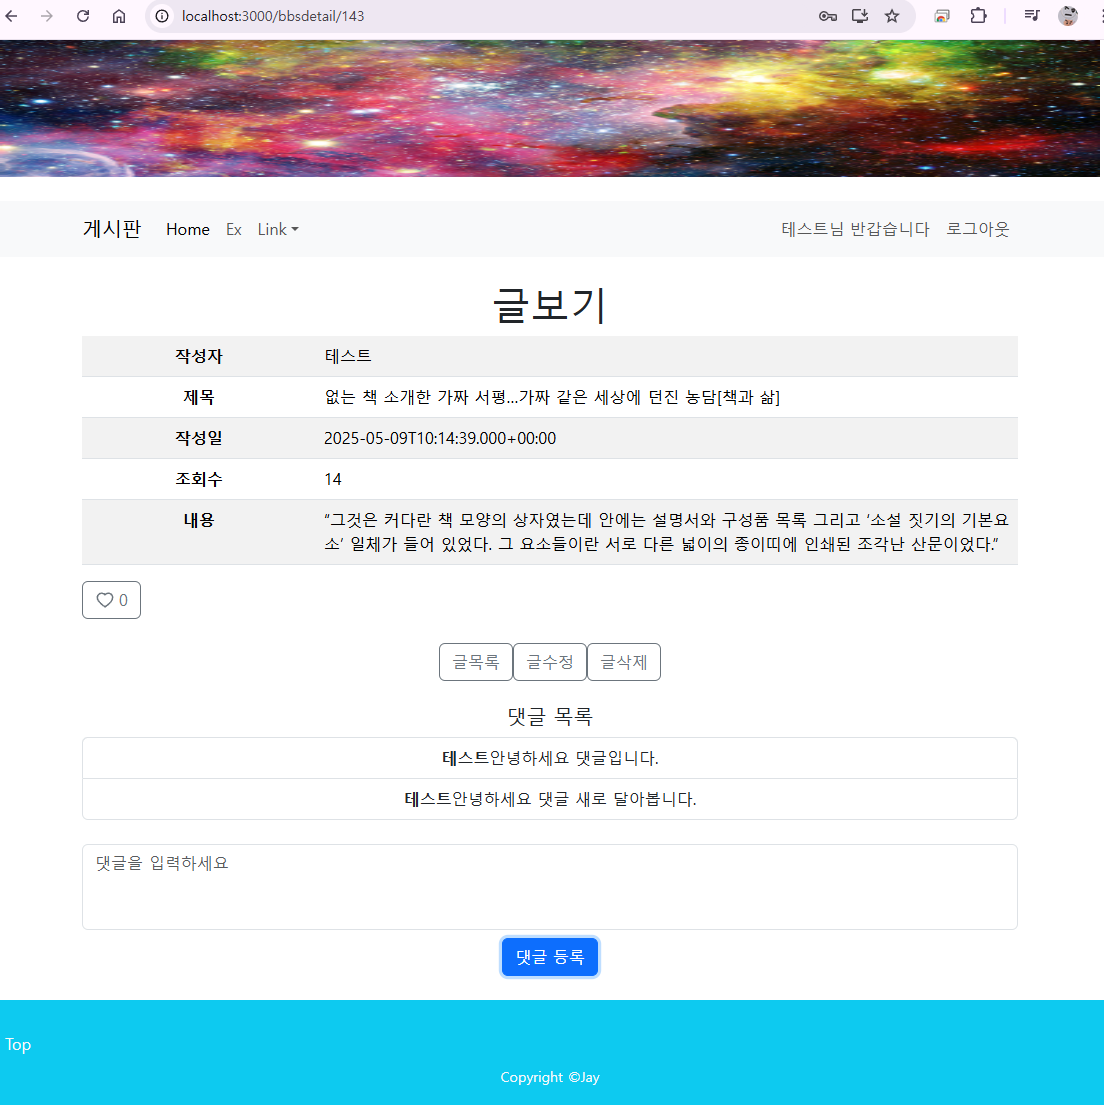 localhost:3000/bbsdetail/143
게시판 Home Ex Link 테스트님 반갑습니다 로그아웃
글보기
작성자 테스트
제목 없는 책 소개한 가짜 서평…가짜 같은 세상에 던진 농담[책과 삶]
작성일 2025-05-09T10:14:39.000+00:00
조회수 14
내용 “그것은 커다란 책 모양의 상자였는데 안에는 설명서와 구성품 목록 그리고 ‘소설 짓기의 기본요
소’ 일체가 들어 있었다. 그 요소들이란 서로 다른 넓이의 종이띠에 인쇄된 조각난 산문이었다.”
0
글목록 글수정 글삭제
댓글 목록
테스트안녕하세요 댓글입니다.
테스트안녕하세요 댓글 새로 달아봅니다.
댓글을 입력하세요
댓글 등록
Top
Copyright ©Jay